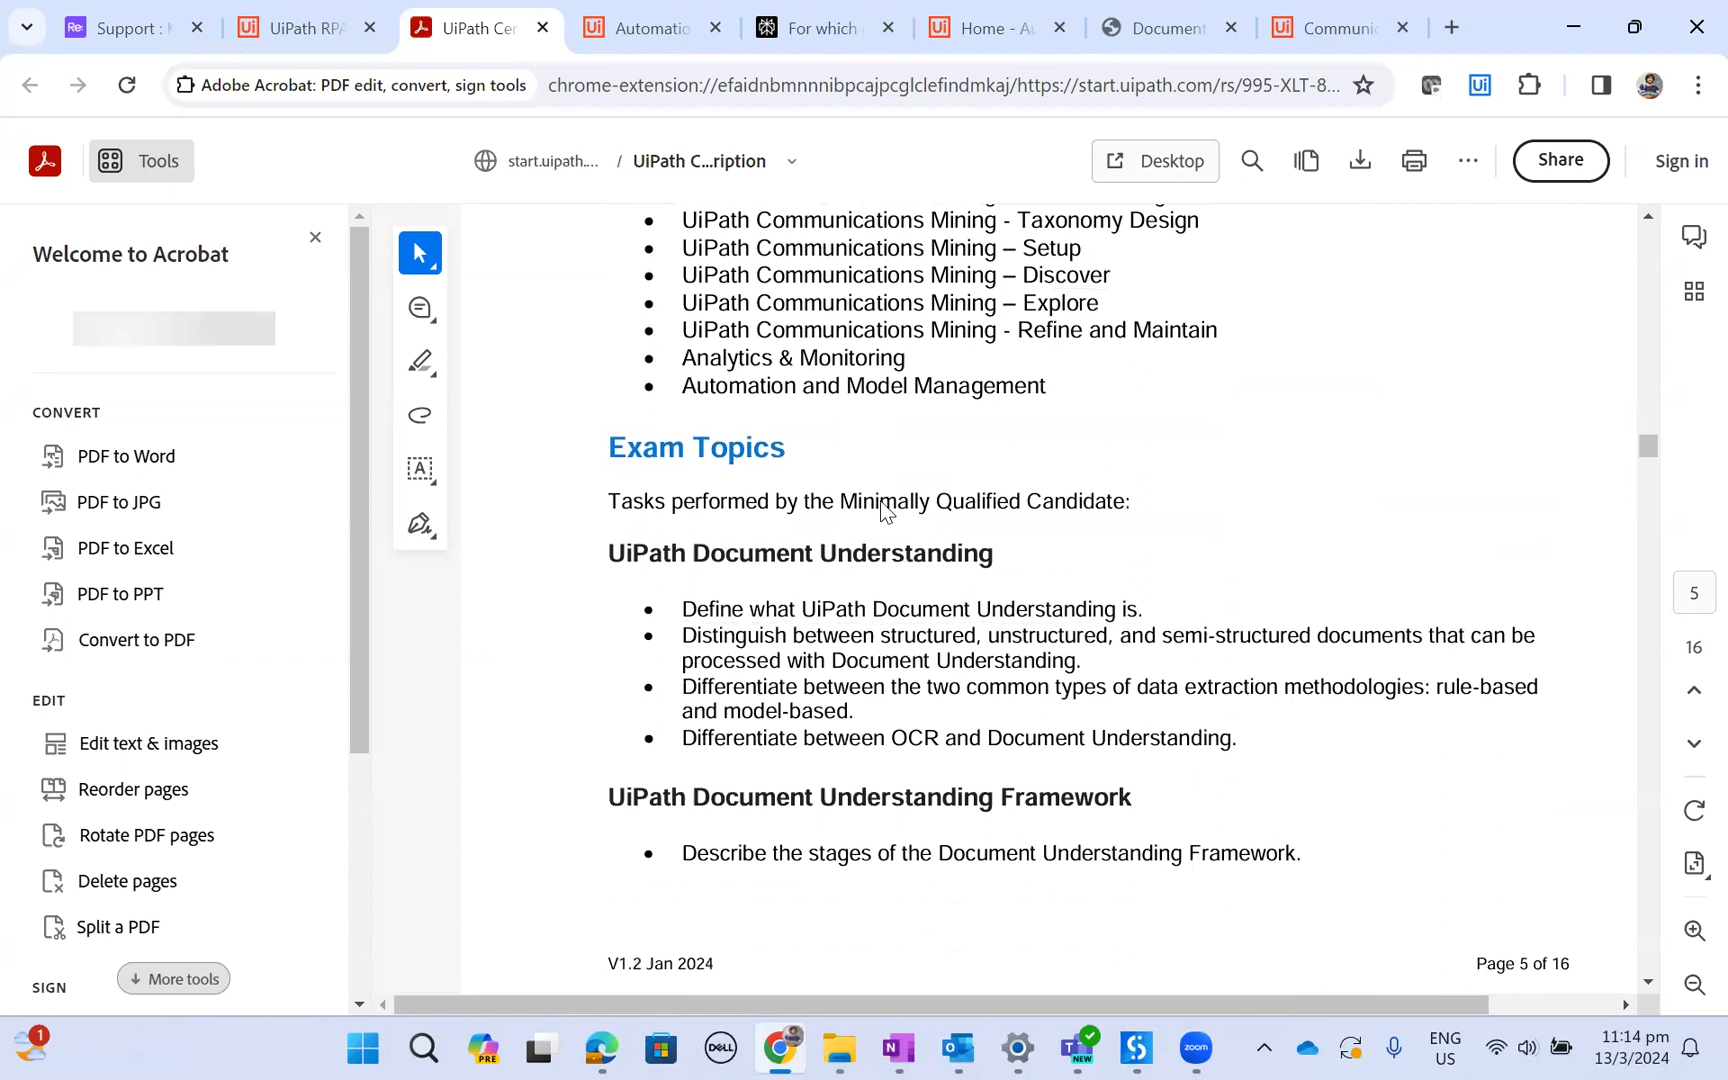 Support : K
UiPath RPA
UiPath Cer
Automatio
For which
Home - Au
Document
Communic
Adobe Acrobat: PDF edit, convert, sign tools
chrome-extension://efaidnbmnnnibpcajpcglclefindmkaj/https://start.uipath.com/rs/995-XLT-8...
Tools
start.uipath.... / UiPath C...ription
Desktop
Share
Sign in
Welcome to Acrobat
CONVERT
PDF to Word
PDF to JPG
PDF to Excel
PDF to PPT
Convert to PDF
EDIT
Edit text & images
Reorder pages
Rotate PDF pages
Delete pages
Split a PDF
SIGN
More tools
• UiPath Communications Mining - Taxonomy Design
• UiPath Communications Mining – Setup
• UiPath Communications Mining – Discover
• UiPath Communications Mining – Explore
• UiPath Communications Mining - Refine and Maintain
• Analytics & Monitoring
• Automation and Model Management
Exam Topics
Tasks performed by the Minimally Qualified Candidate:
UiPath Document Understanding
• Define what UiPath Document Understanding is.
• Distinguish between structured, unstructured, and semi-structured documents that can be
processed with Document Understanding.
• Differentiate between the two common types of data extraction methodologies: rule-based
and model-based.
• Differentiate between OCR and Document Understanding.
UiPath Document Understanding Framework
• Describe the stages of the Document Understanding Framework.
V1.2 Jan 2024
Page 5 of 16
5
16
1
PRE
DELL
NEW
zoom
ENG
US
11:14 pm
13/3/2024